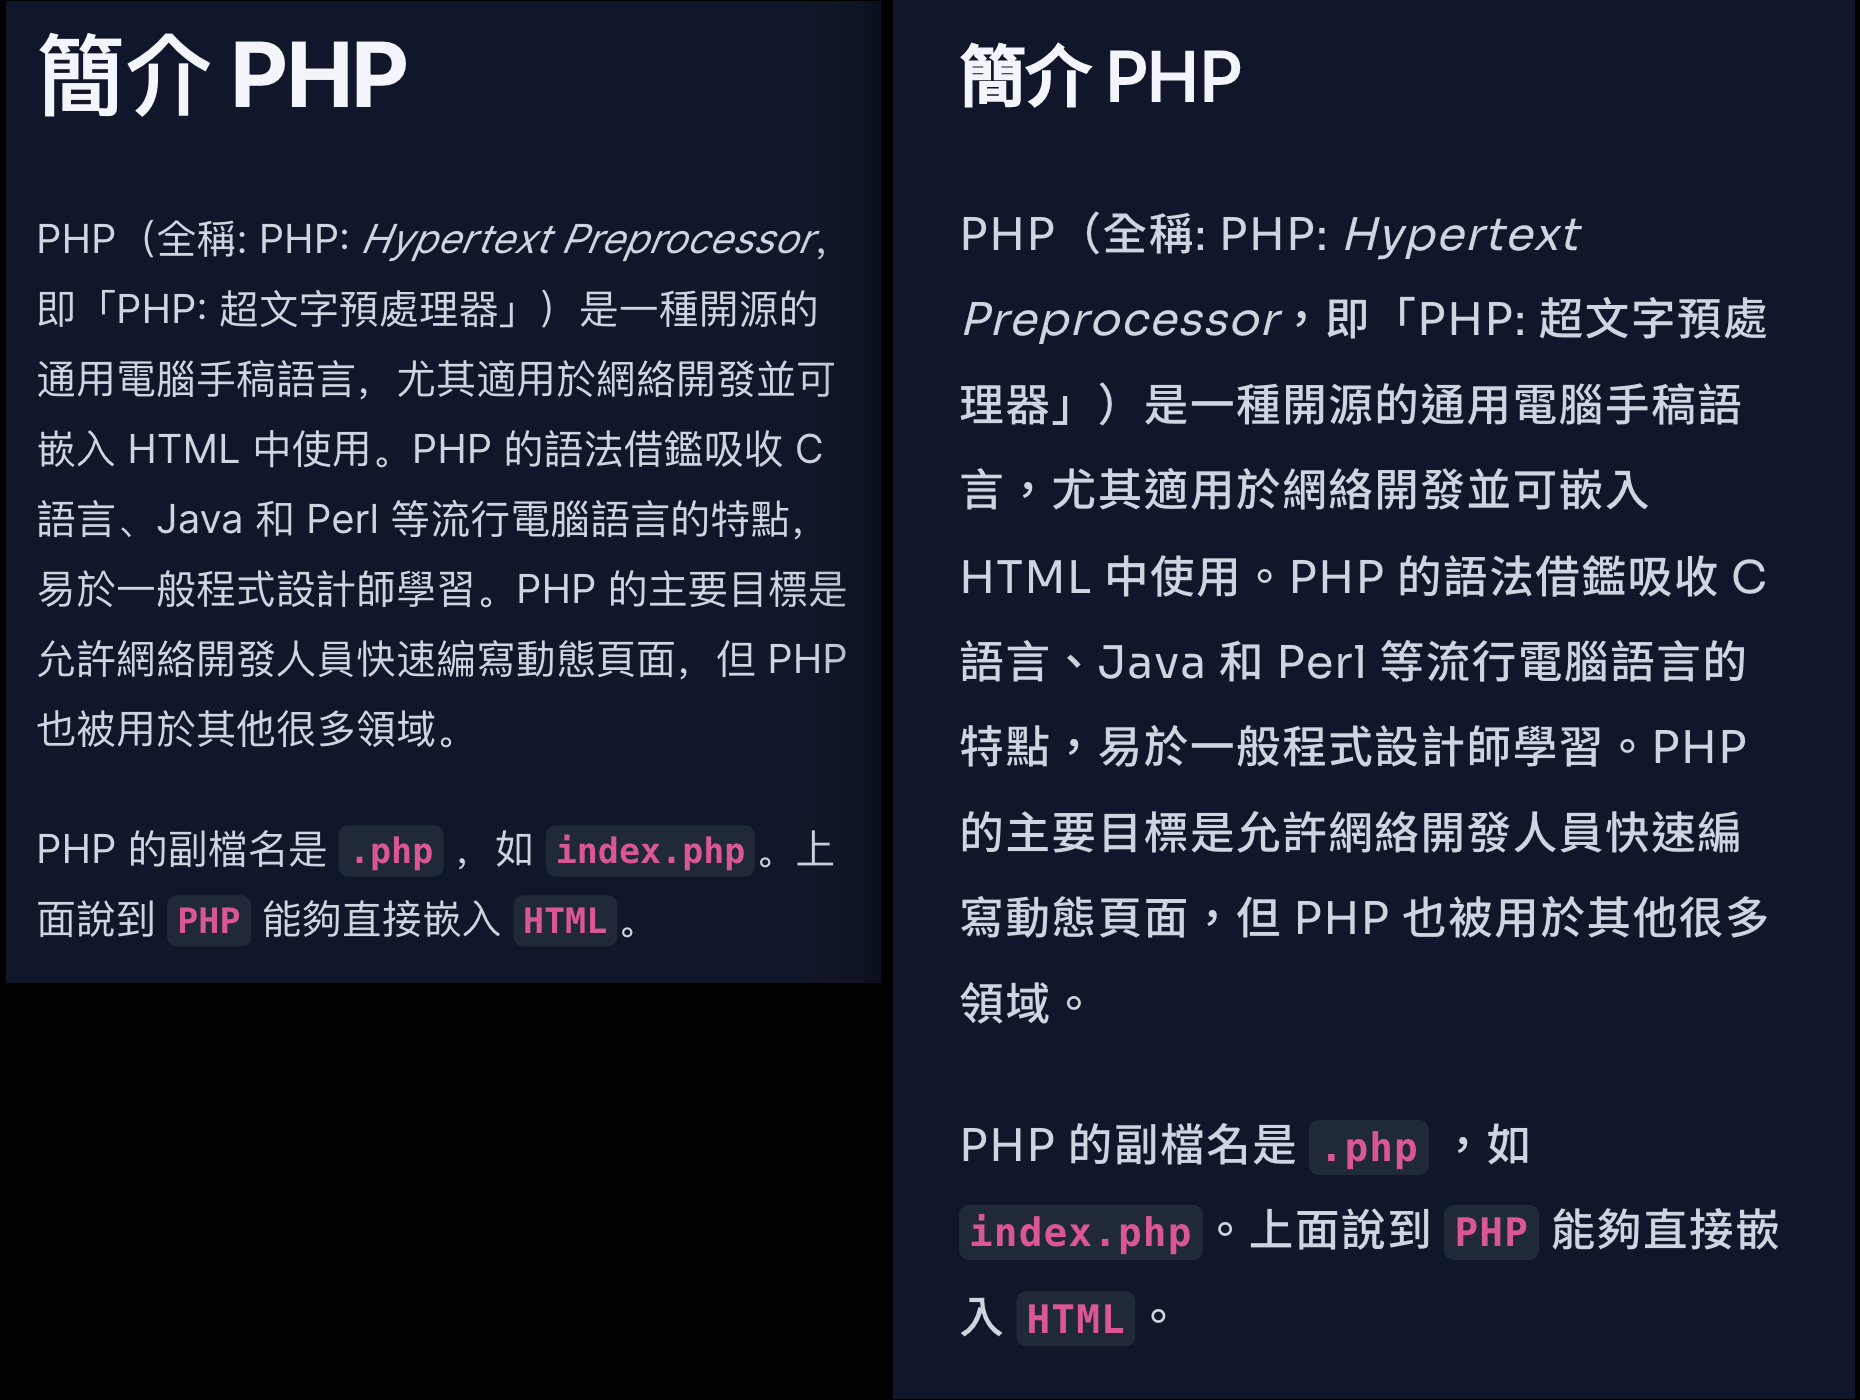 簡介 PHP
PHP（全稱: PHP: Hypertext Preprocessor，
即「PHP: 超文字預處理器」）是一種開源的
通用電腦手稿語言，尤其適用於網絡開發並可
嵌入 HTML 中使用。PHP 的語法借鑑吸收 C
語言、Java 和 Perl 等流行電腦語言的特點，
易於一般程式設計師學習。PHP 的主要目標是
允許網絡開發人員快速編寫動態頁面，但 PHP
也被用於其他很多領域。
PHP 的副檔名是 .php ，如 index.php。上
面說到 PHP 能夠直接嵌入 HTML。
簡介 PHP
PHP（全稱: PHP: Hypertext
Preprocessor，即「PHP: 超文字預處
理器」）是一種開源的通用電腦手稿語
言，尤其適用於網絡開發並可嵌入
HTML 中使用。PHP 的語法借鑑吸收 C
語言、Java 和 Perl 等流行電腦語言的
特點，易於一般程式設計師學習。PHP
的主要目標是允許網絡開發人員快速編
寫動態頁面，但 PHP 也被用於其他很多
領域。
PHP 的副檔名是 .php ，如
index.php。上面說到 PHP 能夠直接嵌
入 HTML。